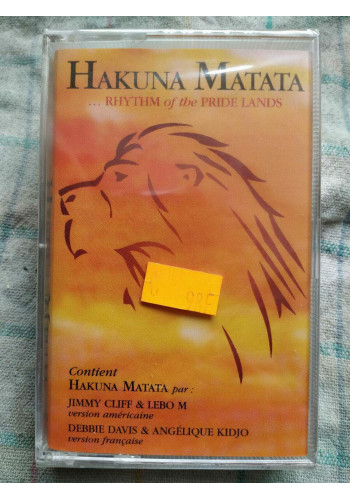 HAKUNA MATATA
... RHYTHM of the PRIDE LANDS
Contient
HAKUNA MATATA par :
JIMMY CLIFF & LEBO M
version américaine
DEBBIE DAVIS & ANGÉLIQUE KIDJO
version française